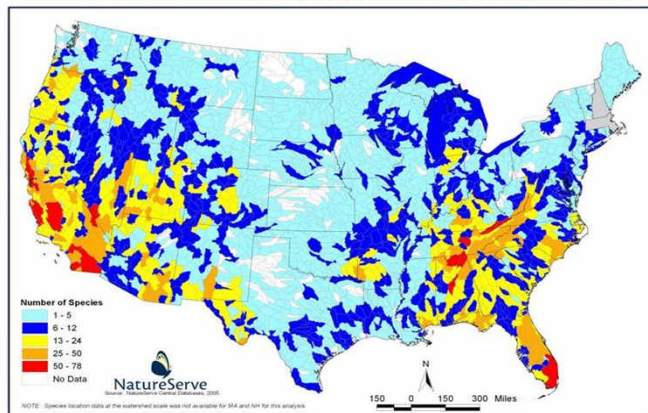 Number of Species
1 - 5
6 - 12
13 - 24
25 - 50
50 - 78
No Data
NatureServe
Source: NatureServe Central Databases, 2005
N
150 0 150 300 Miles
NOTE: Species location data at the watershed scale was not available for MA and NH for this analysis.